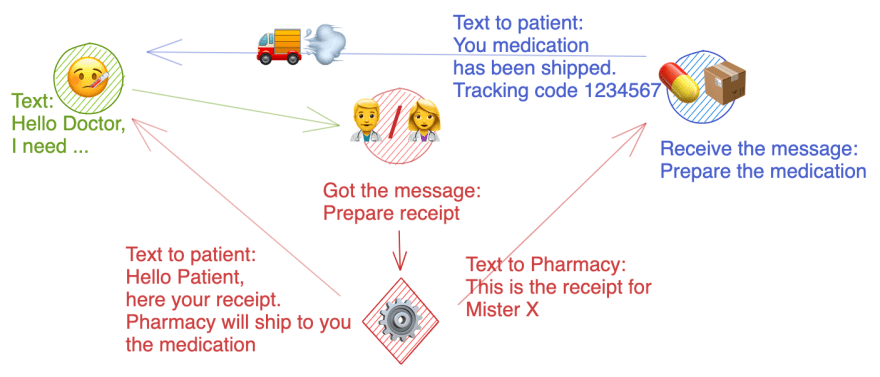 Text to patient:
You medication
has been shipped.
Tracking code 1234567
Text:
Hello Doctor,
I need ...
Receive the message:
Prepare the medication
Got the message:
Prepare receipt
Text to patient:
Hello Patient,
here your receipt.
Pharmacy will ship to you
the medication
Text to Pharmacy:
This is the receipt for
Mister X